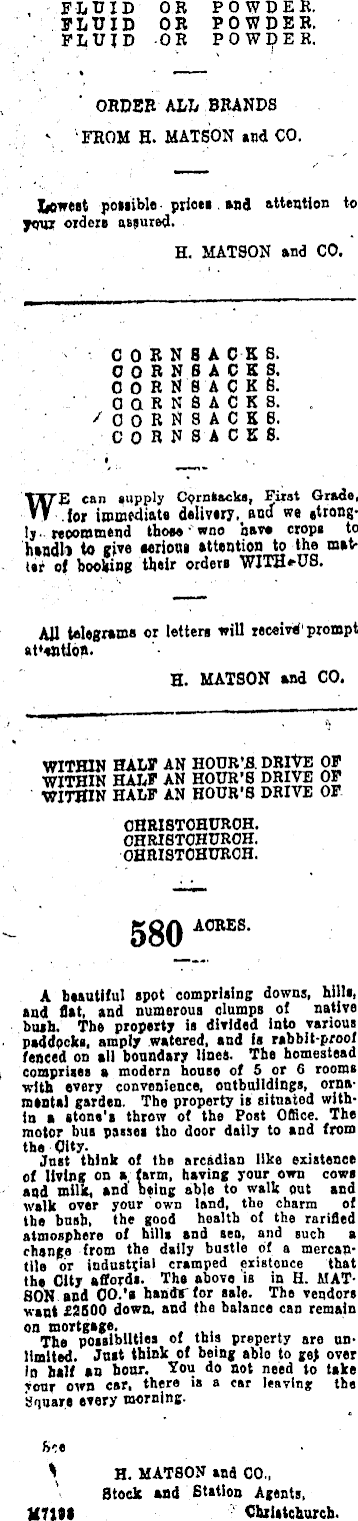 FLUID OR POWDER.
FLUID OR POWDER.
FLUID OR POWDER.
ORDER ALL BRANDS
FROM H. MATSON and CO.
Lowest possible prices and attention to
your orders assured.
H. MATSON and CO.
CORNSACKS.
CORNSACKS.
CORNSACKS.
CORNSACKS.
CORNSACKS.
CORNSACKS.
WE can supply Cornsacks, First Grade,
for immediate delivery, and we strong-
ly recommend those who have crops to
handle to give serious attention to the mat-
ter of booking their orders WITH US.
All telegrams or letters will receive prompt
attention.
H. MATSON and CO.
WITHIN HALF AN HOUR'S DRIVE OF
WITHIN HALF AN HOUR'S DRIVE OF
WITHIN HALF AN HOUR'S DRIVE OF
CHRISTCHURCH.
CHRISTCHURCH.
CHRISTCHURCH.
580 ACRES.
A beautiful spot comprising downs, hills,
and flat, and numerous clumps of native
bush. The property is divided into various
paddocks, amply watered, and is rabbit-proof
fenced on all boundary lines. The homestead
comprises a modern house of 5 or 6 rooms
with every convenience, outbuildings, orna-
mental garden. The property is situated with-
in a stone's throw of the Post Office. The
motor bus passes the door daily to and from
the City.
Just think of the arcadian like existence
of living on a farm, having your own cows
and milk, and being able to walk out and
walk over your own land, the charm of
the bush, the good health of the rarified
atmosphere of hills and sea, and such a
change from the daily bustle of a mercan-
tile or industrial cramped existence that
the City affords. The above is in H. MAT-
SON and CO.'s hands for sale. The vendors
want £2500 down, and the balance can remain
on mortgage.
The possibilties of this property are un-
limited. Just think of being able to get over
in half an hour. You do not need to take
your own car, there is a car leaving the
Square every morning.
See
H. MATSON and CO.,
Stock and Station Agents,
M7198 Christchurch.